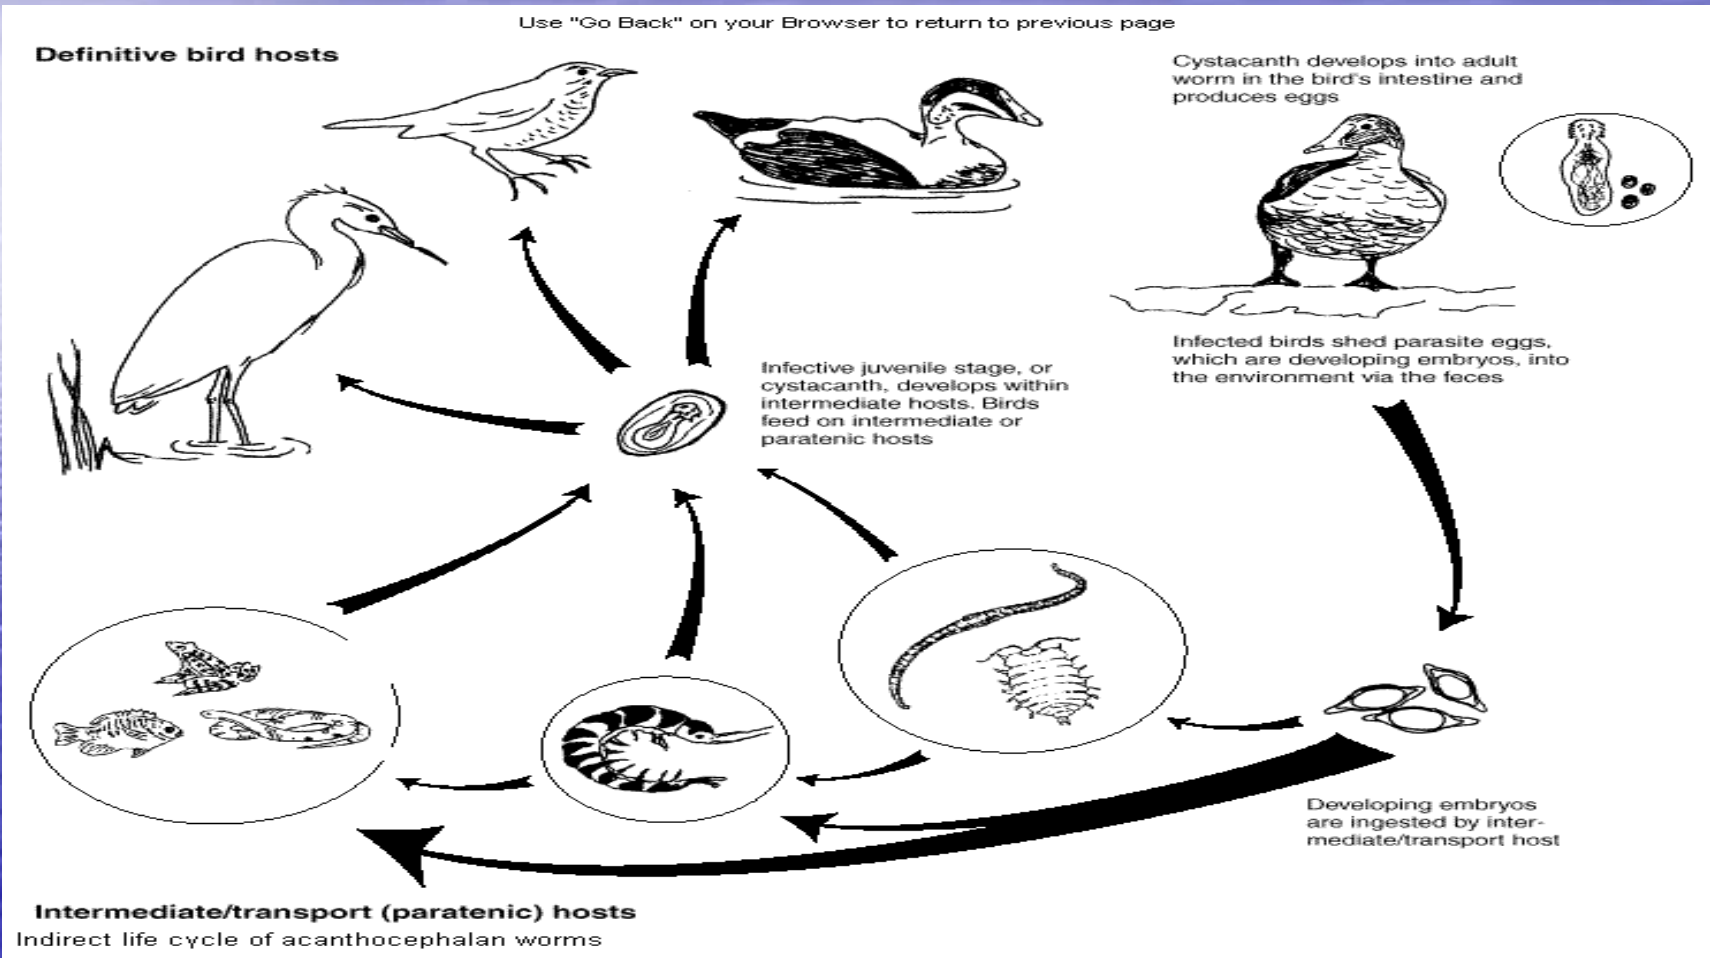 Use "Go Back" on your Browser to return to previous page
Definitive bird hosts
Cystacanth develops into adult
worm in the bird's intestine and
produces eggs
Infective juvenile stage, or
cystacanth, develops within
intermediate hosts. Birds
feed on intermediate or
paratenic hosts
Infected birds shed parasite eggs,
which are developing embryos, into
the environment via the feces
Developing embryos
are ingested by inter-
mediate/transport host
Intermediate/transport (paratenic) hosts
Indirect life cycle of acanthocephalan worms